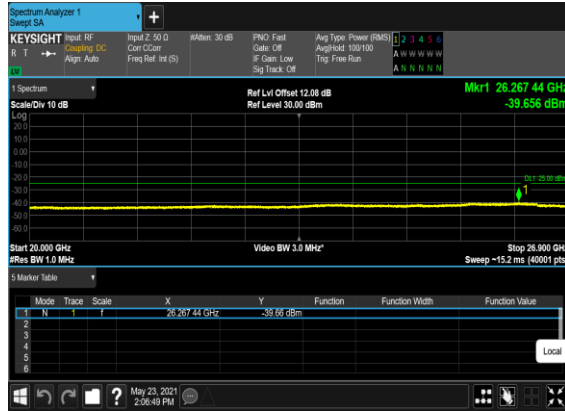 Spectrum Analyzer 1
Swept SA
+
KEYSIGHT Input: RF Input Z: 50 Ω #Atten: 30 dB PNO: Fast Avg Type: Power (RMS) 1 2 3 4 5 6
R T Coupling: DC Corr CCorr Gate: Off Avg|Hold: 100/100 A W W W W W
Align: Auto Freq Ref: Int (S) IF Gain: Low Trig: Free Run
Sig Track: Off A N N N N N
1 Spectrum Ref Lvl Offset 12.08 dB Mkr1 26.267 44 GHz
Scale/Div 10 dB Ref Level 30.00 dBm -39.656 dBm
Log
20.0
10.0
0.00
-10.0
-20.0
DL1 -25.00 dBm
-30.0 1
-40.0
-50.0
-60.0
Start 20.000 GHz Video BW 3.0 MHz* Stop 26.900 GHz
#Res BW 1.0 MHz Sweep ~15.2 ms (40001 pts)
5 Marker Table
Mode Trace Scale X Y Function Function Width Function Value
1 N 1 f 26.267 44 GHz -39.66 dBm
2
3
4
5
6
Local
? May 23, 2021
2:06:49 PM